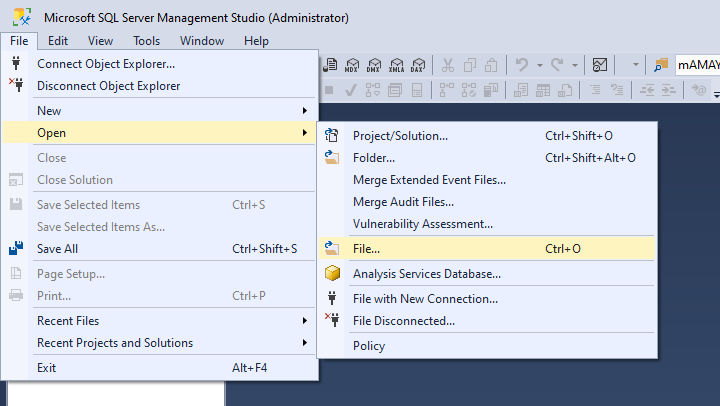 Microsoft SQL Server Management Studio (Administrator)
File Edit View Tools Window Help
Connect Object Explorer...
Disconnect Object Explorer
New
Open
Close
Close Solution
Save Selected Items Ctrl+S
Save Selected Items As...
Save All Ctrl+Shift+S
Page Setup...
Print... Ctrl+P
Recent Files
Recent Projects and Solutions
Exit Alt+F4
MDX DMX XMLA DAX
mAMAY
Project/Solution... Ctrl+Shift+O
Folder... Ctrl+Shift+Alt+O
Merge Extended Event Files...
Merge Audit Files...
Vulnerability Assessment...
File... Ctrl+O
Analysis Services Database...
File with New Connection...
File Disconnected...
Policy